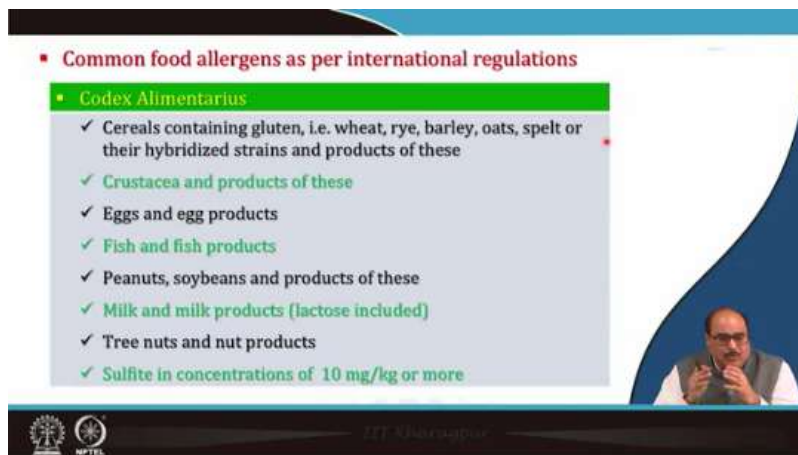 Common food allergens as per international regulations
Codex Alimentarius
Cereals containing gluten, i.e. wheat, rye, barley, oats, spelt or
their hybridized strains and products of these
Crustacea and products of these
Eggs and egg products
Fish and fish products
Peanuts, soybeans and products of these
Milk and milk products (lactose included)
Tree nuts and nut products
Sulfite in concentrations of 10 mg/kg or more
IIT Kharagpur
NPTEL